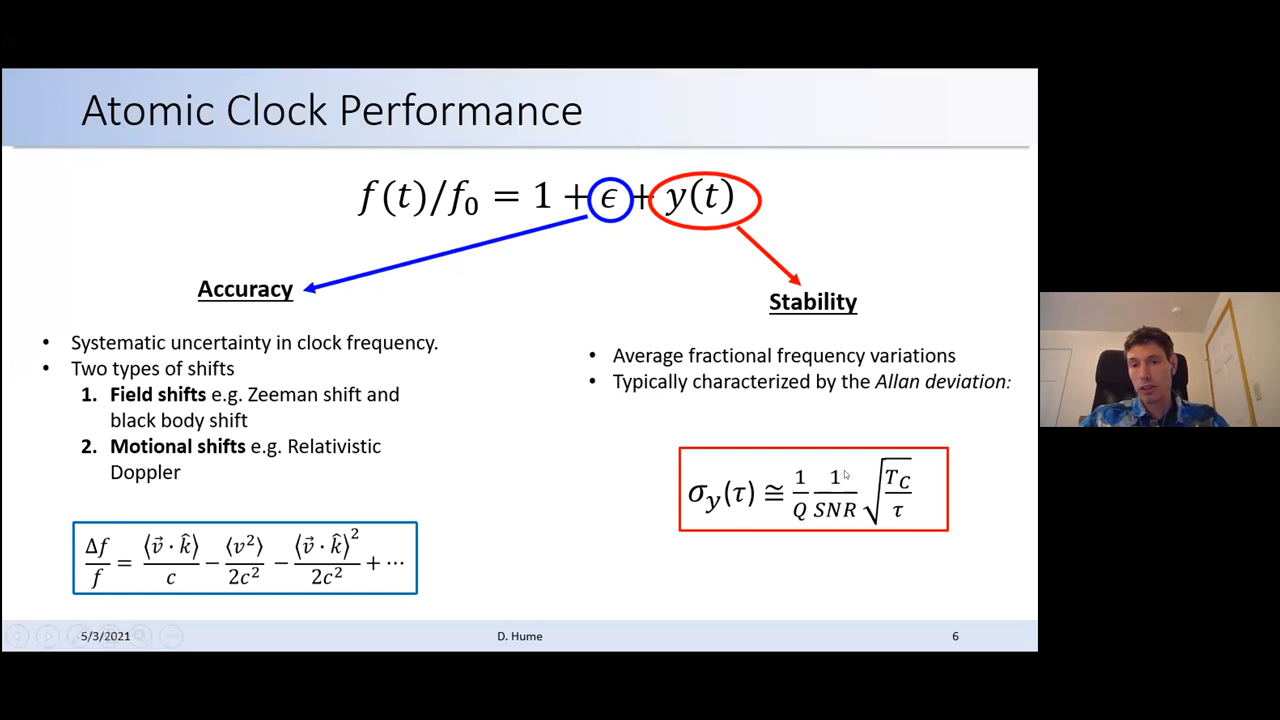 Atomic Clock Performance
f(t)/f₀ = 1 + ϵ + y(t)
Accuracy
• Systematic uncertainty in clock frequency.
• Two types of shifts
1. Field shifts e.g. Zeeman shift and
black body shift
2. Motional shifts e.g. Relativistic
Doppler
Δf/f = ⟨v⃗ · k̂⟩/c − ⟨v²⟩/2c² − ⟨v⃗ · k̂⟩²/2c² + ⋯
Stability
• Average fractional frequency variations
• Typically characterized by the Allan deviation:
σ_y(τ) ≅ 1/Q 1/SNR √(T_C/τ)
5/3/2021
D. Hume
6